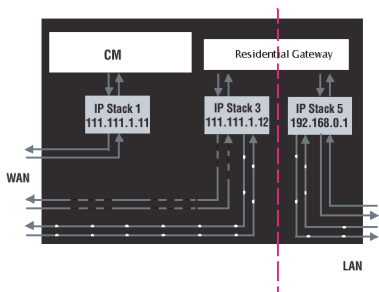 CM
Residential Gateway
IP Stack 1
111.111.1.11
IP Stack 3
111.111.1.12
IP Stack 5
192.168.0.1
WAN
LAN